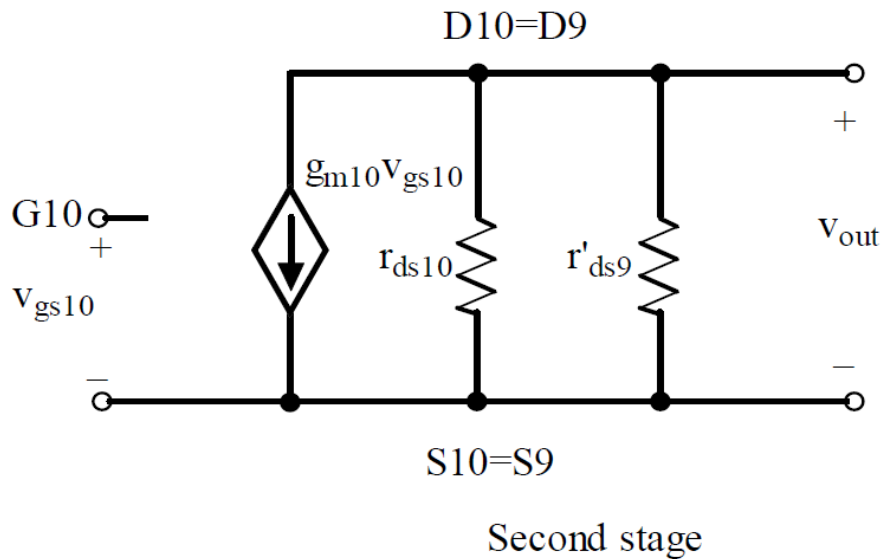 D10=D9
+
gm10vgs10
G10
+
rds10
r'ds9
vout
vgs10
−
−
S10=S9
Second stage